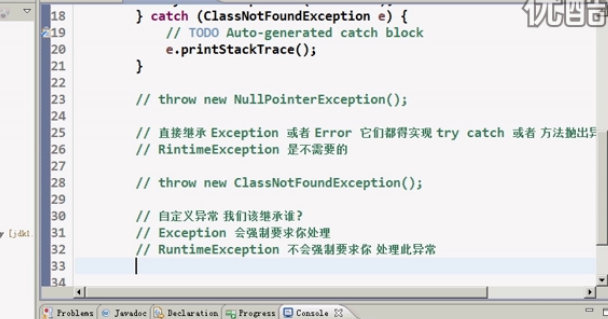 优酷
18 } catch (ClassNotFoundException e) {
19 // TODO Auto-generated catch block
20 e.printStackTrace();
21 }
22
23 // throw new NullPointerException();
24
25 // 直接继承 Exception 或者 Error 它们都得实现 try catch 或者 方法抛出异
26 // RintimeException 是不需要的
27
28 // throw new ClassNotFoundException();
29
30 // 自定义异常 我们该继承谁?
31 // Exception 会强制要求你处理
32 // RuntimeException 不会强制要求你 处理此异常
33
34
[jdk1.
Problems Javadoc Declaration Progress Console